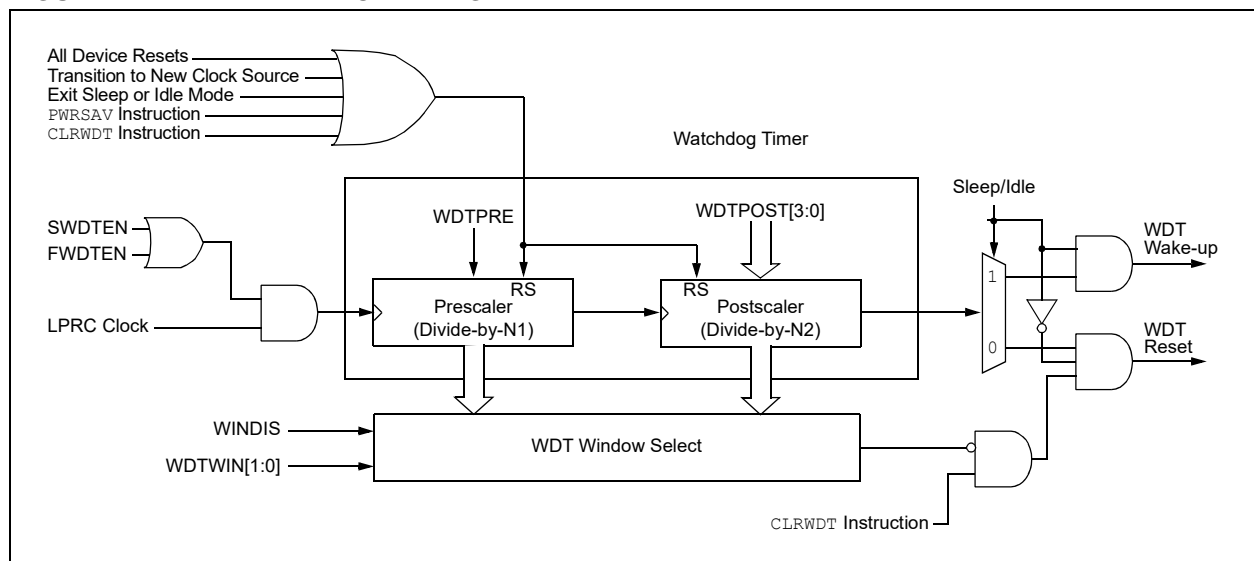 All Device Resets
Transition to New Clock Source
Exit Sleep or Idle Mode
PWRSAV Instruction
CLRWDT Instruction
Watchdog Timer
Sleep/Idle
SWDTEN
FWDTEN
WDTPRE
WDTPOST[3:0]
WDT
Wake-up
RS
RS
1
Prescaler
(Divide-by-N1)
Postscaler
(Divide-by-N2)
LPRC Clock
0
WDT
Reset
WINDIS
WDTWIN[1:0]
WDT Window Select
CLRWDT Instruction